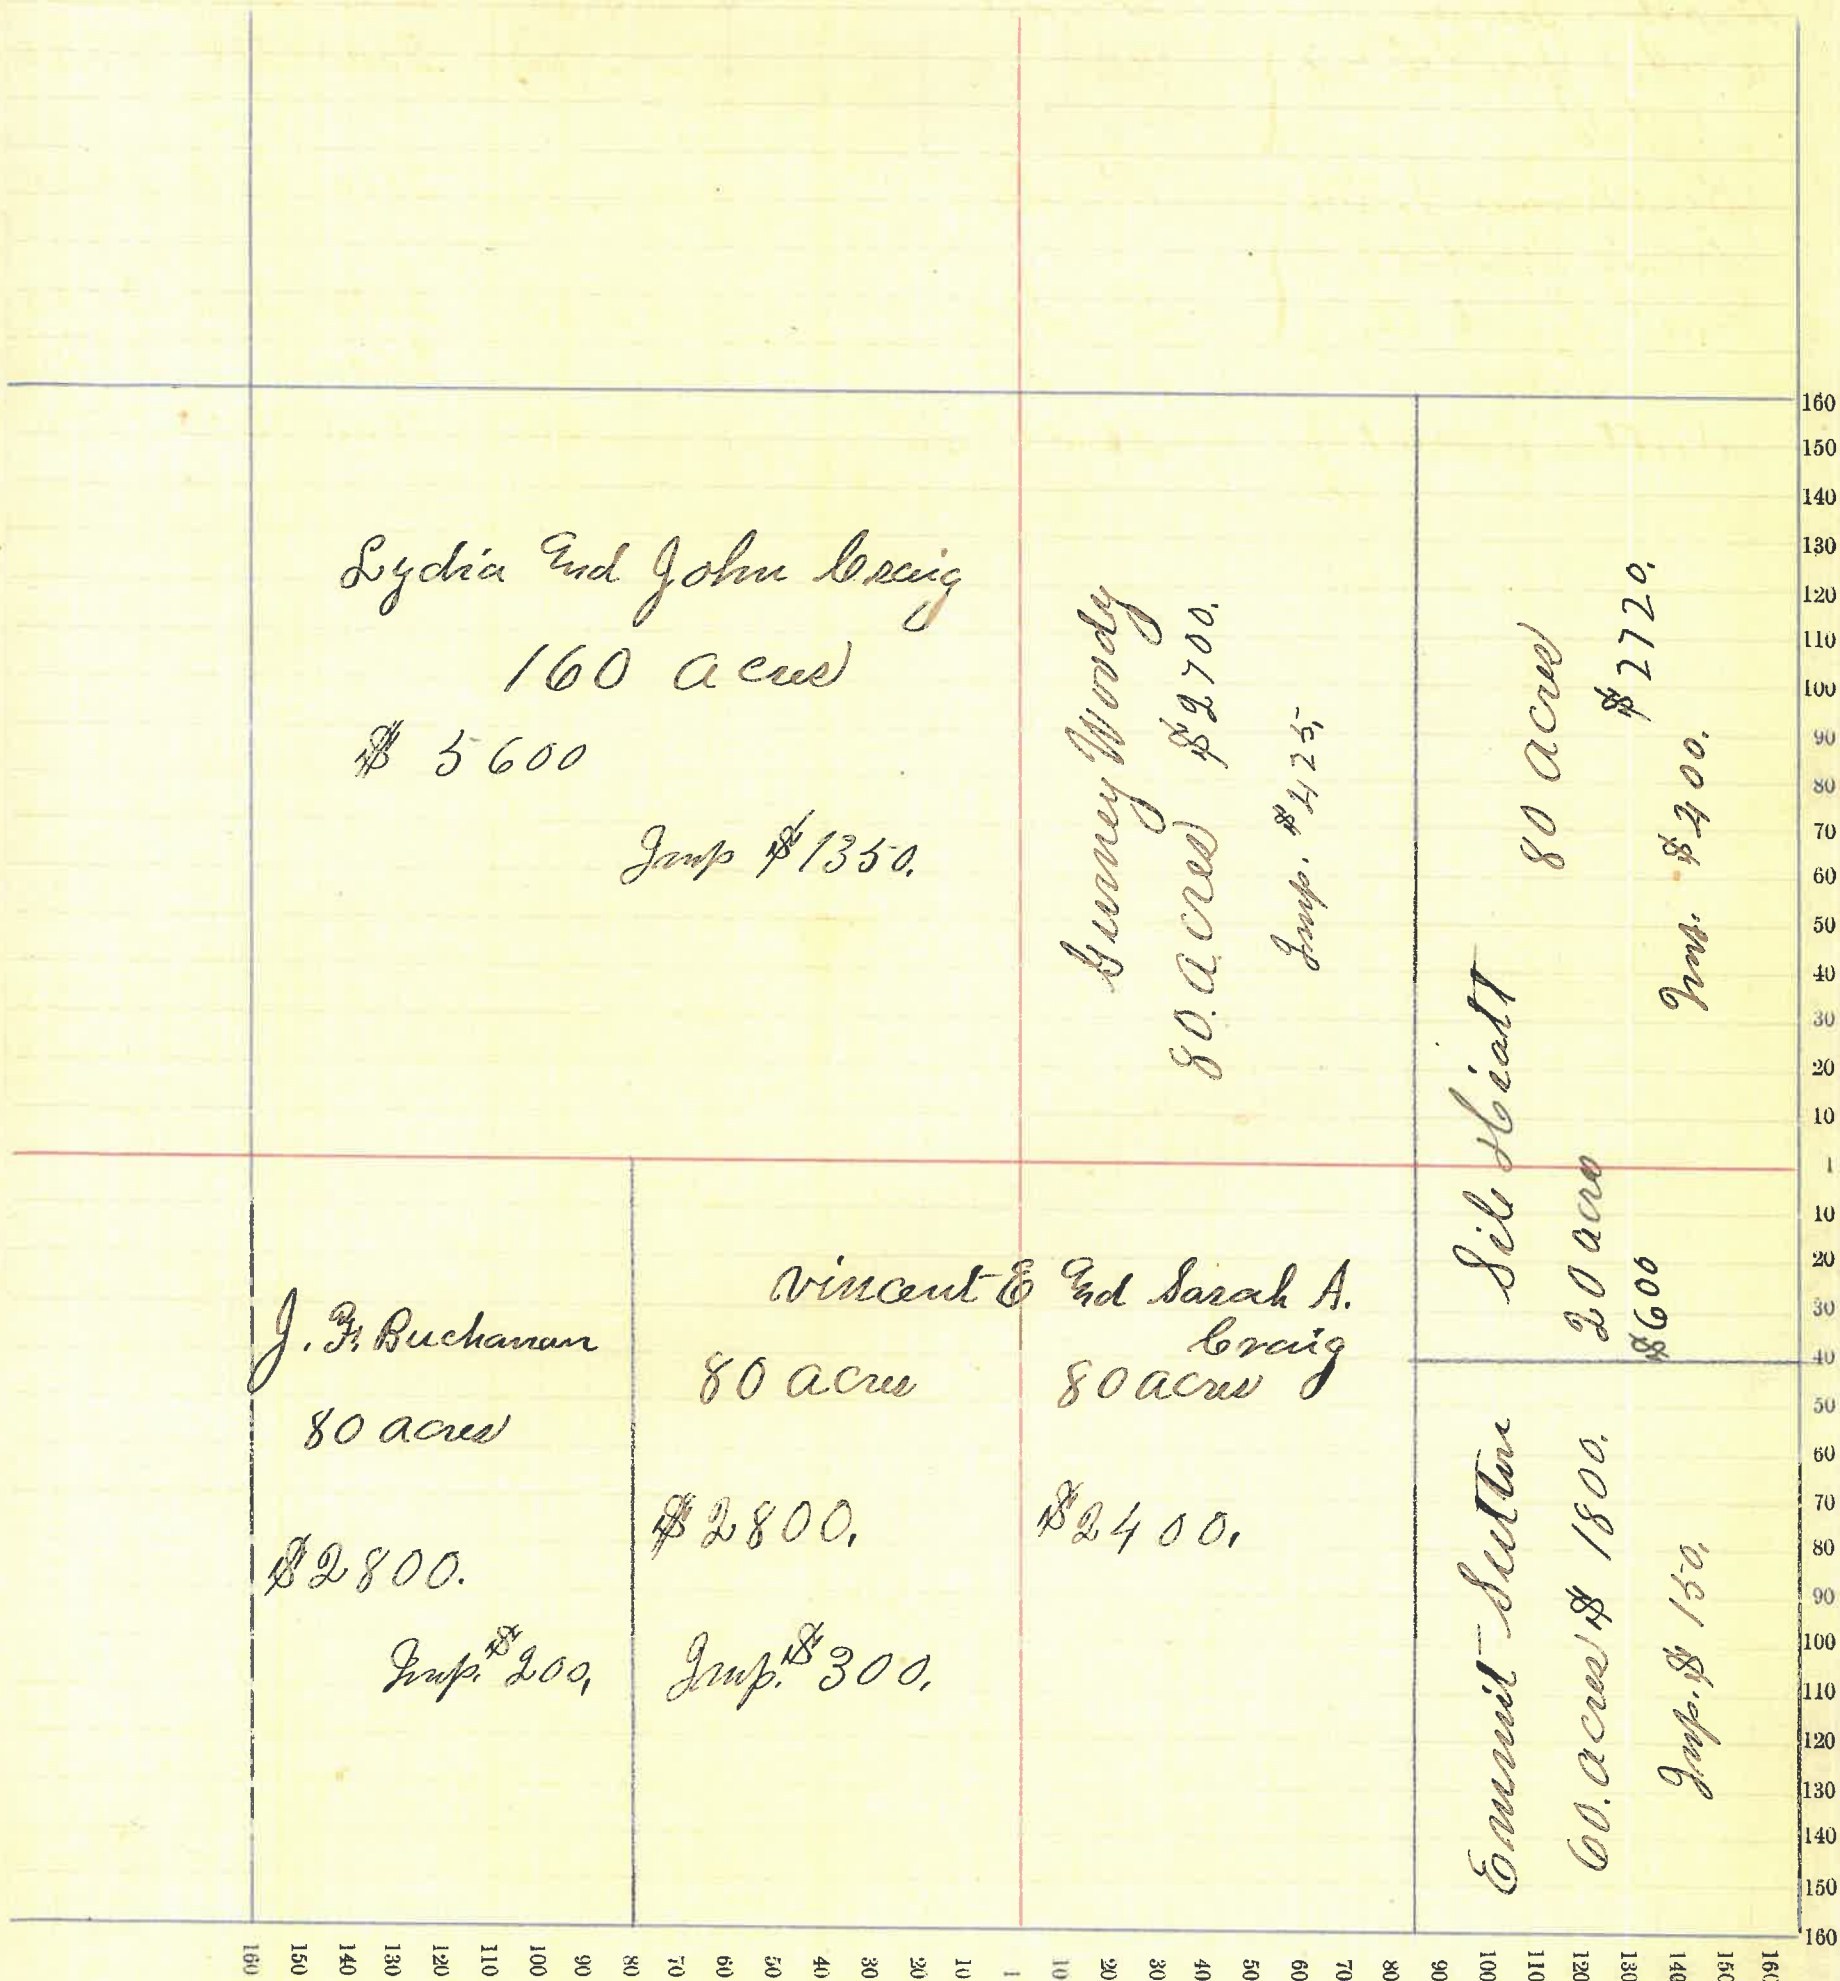 Lydia And John Craig
160 acres
$ 5600
Imp $1350.
Gurney Woody
80. acres $2700.
Imp. $425,
Sile Hiatt
80 acres
$2720.
Imp. $400.
20 acres
$600
J. F. Buchanan
80 acres
$2800.
Imp. $200,
Vincent E And Sarah A.
Craig
80 acres
$2800.
Imp. $300.
80 acres
$2400.
Emmit Sutton
60. acres $1800.
Imp. $150.
160
150
140
130
120
110
100
90
80
70
60
50
40
30
20
10
1
10
20
30
40
50
60
70
80
90
100
110
120
130
140
150
160
160 150 140 130 120 110 100 90 80 70 60 50 40 30 20 10 1 10 20 30 40 50 60 70 80 90 100 110 120 130 140 150 160